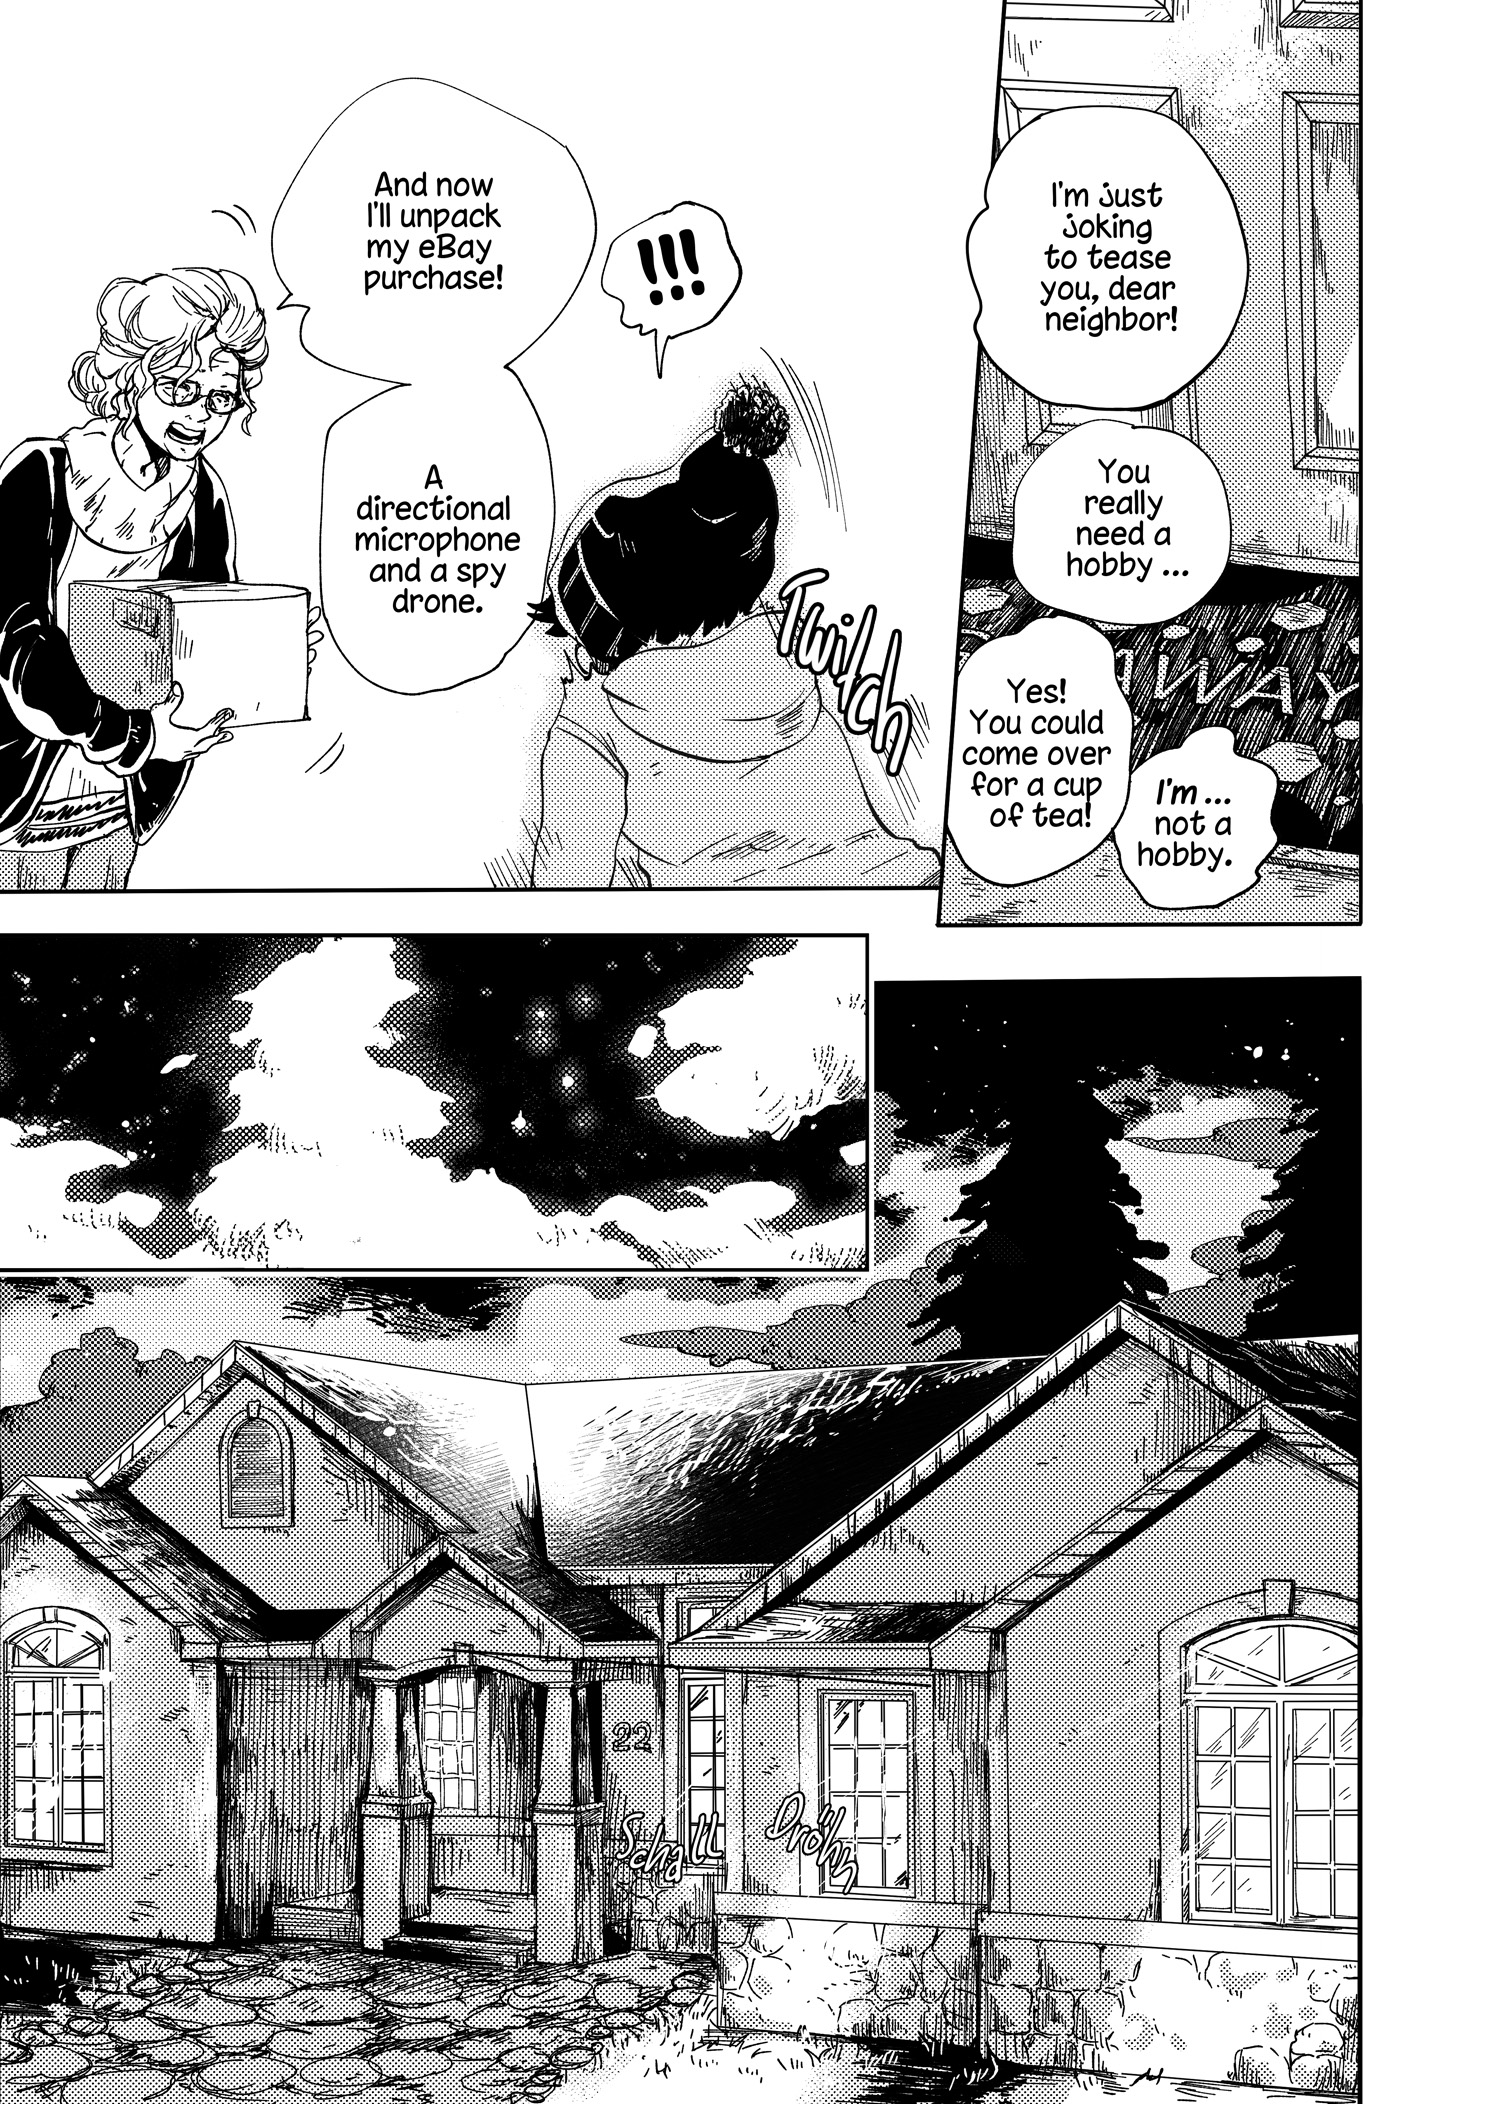 I'm just
joking
to tease
you, dear
neighbor!
You
really
need a
hobby ...
Yes!
You could
come over
for a cup
of tea!
I'm ...
not a
hobby.
And now
I'll unpack
my eBay
purchase!
A
directional
microphone
and a spy
drone.
!!!
Twitch
22
Schall
Dröhn